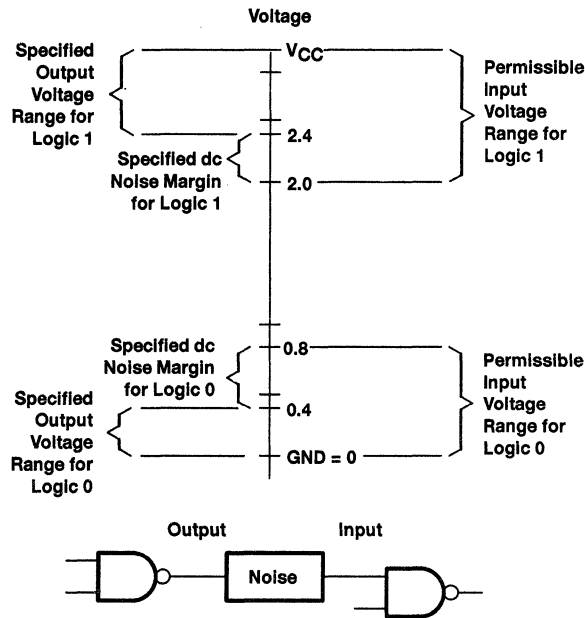 Voltage
Specified
Output
Voltage
Range for
Logic 1
VCC
Permissible
Input
Voltage
Range for
Logic 1
2.4
Specified dc
Noise Margin
for Logic 1
2.0
Specified dc
Noise Margin
for Logic 0
0.8
Permissible
Input
Voltage
Range for
Logic 0
Specified
Output
Voltage
Range for
Logic 0
0.4
GND = 0
Output
Input
Noise